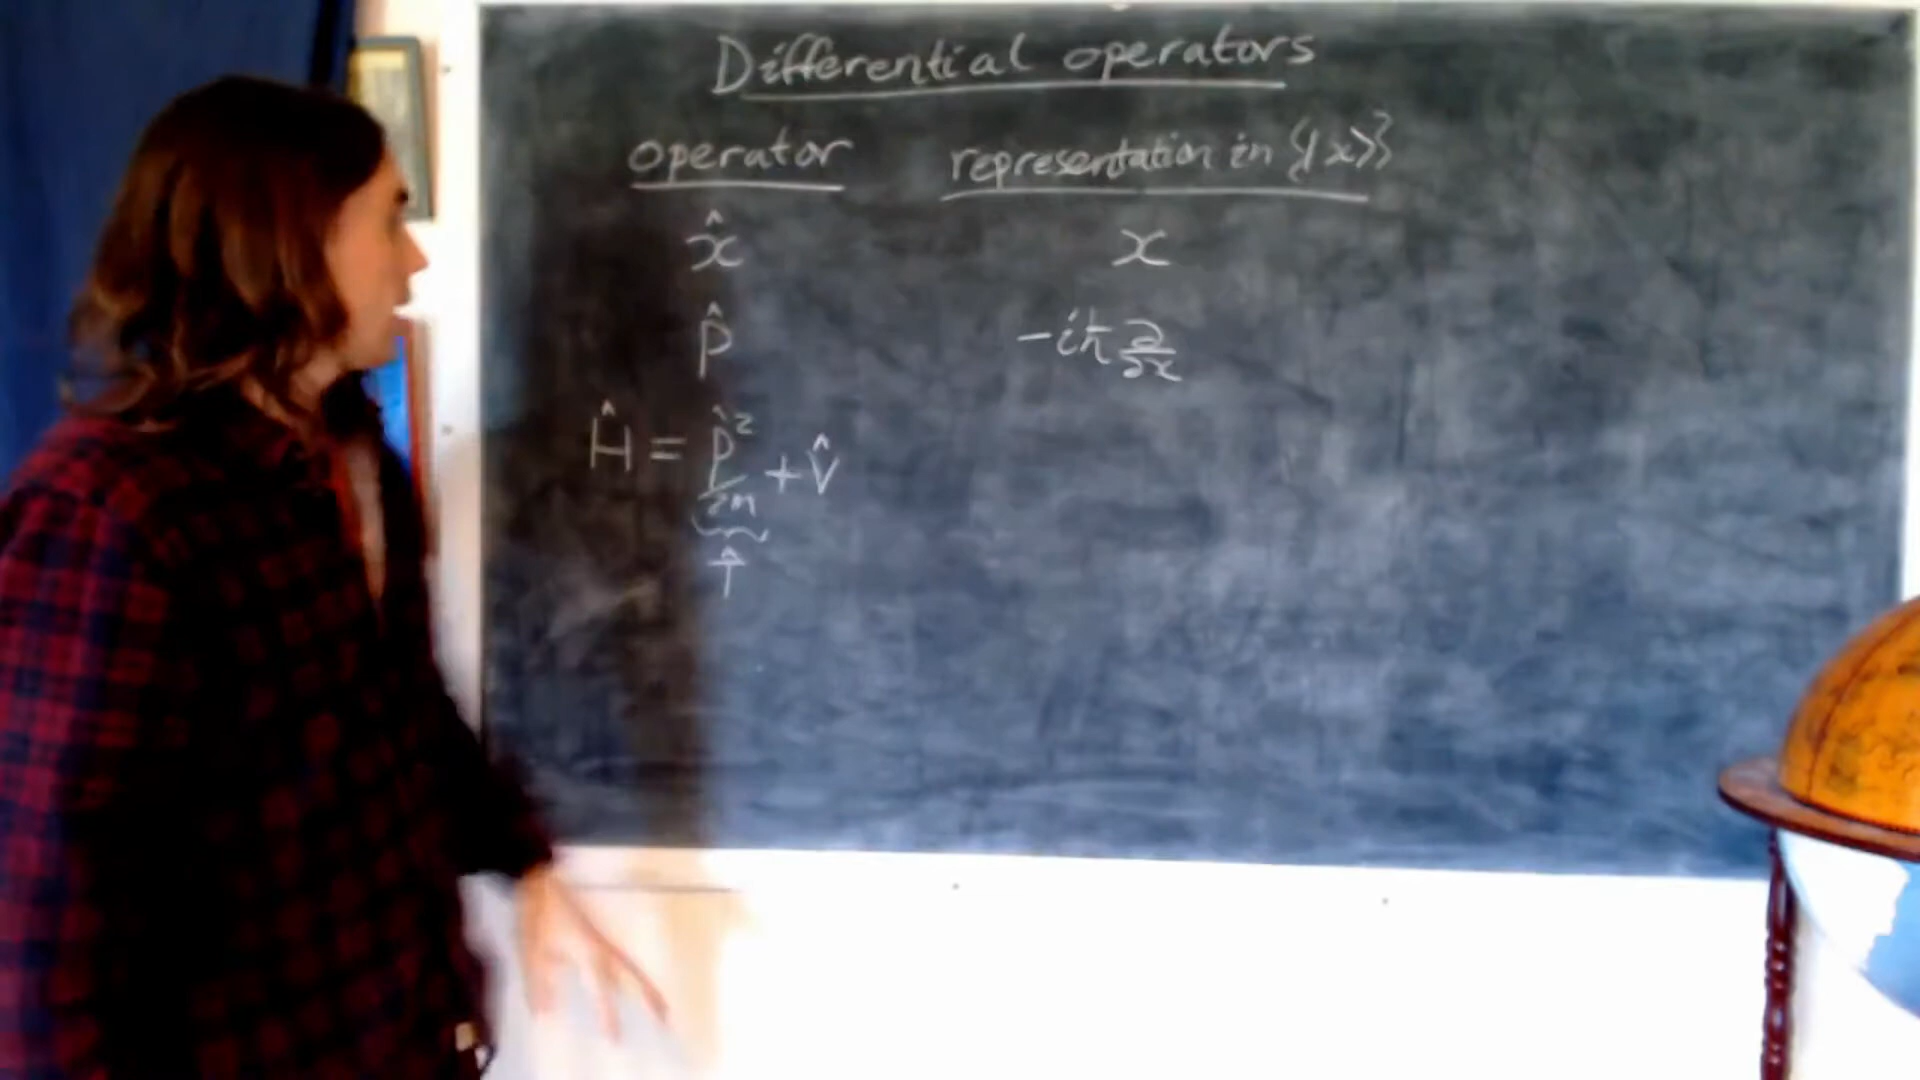 Differential operators
operator representation in {|x⟩}
x̂ x
p̂ -iħ ∂/∂x
Ĥ = p̂²/2m + V̂
T̂